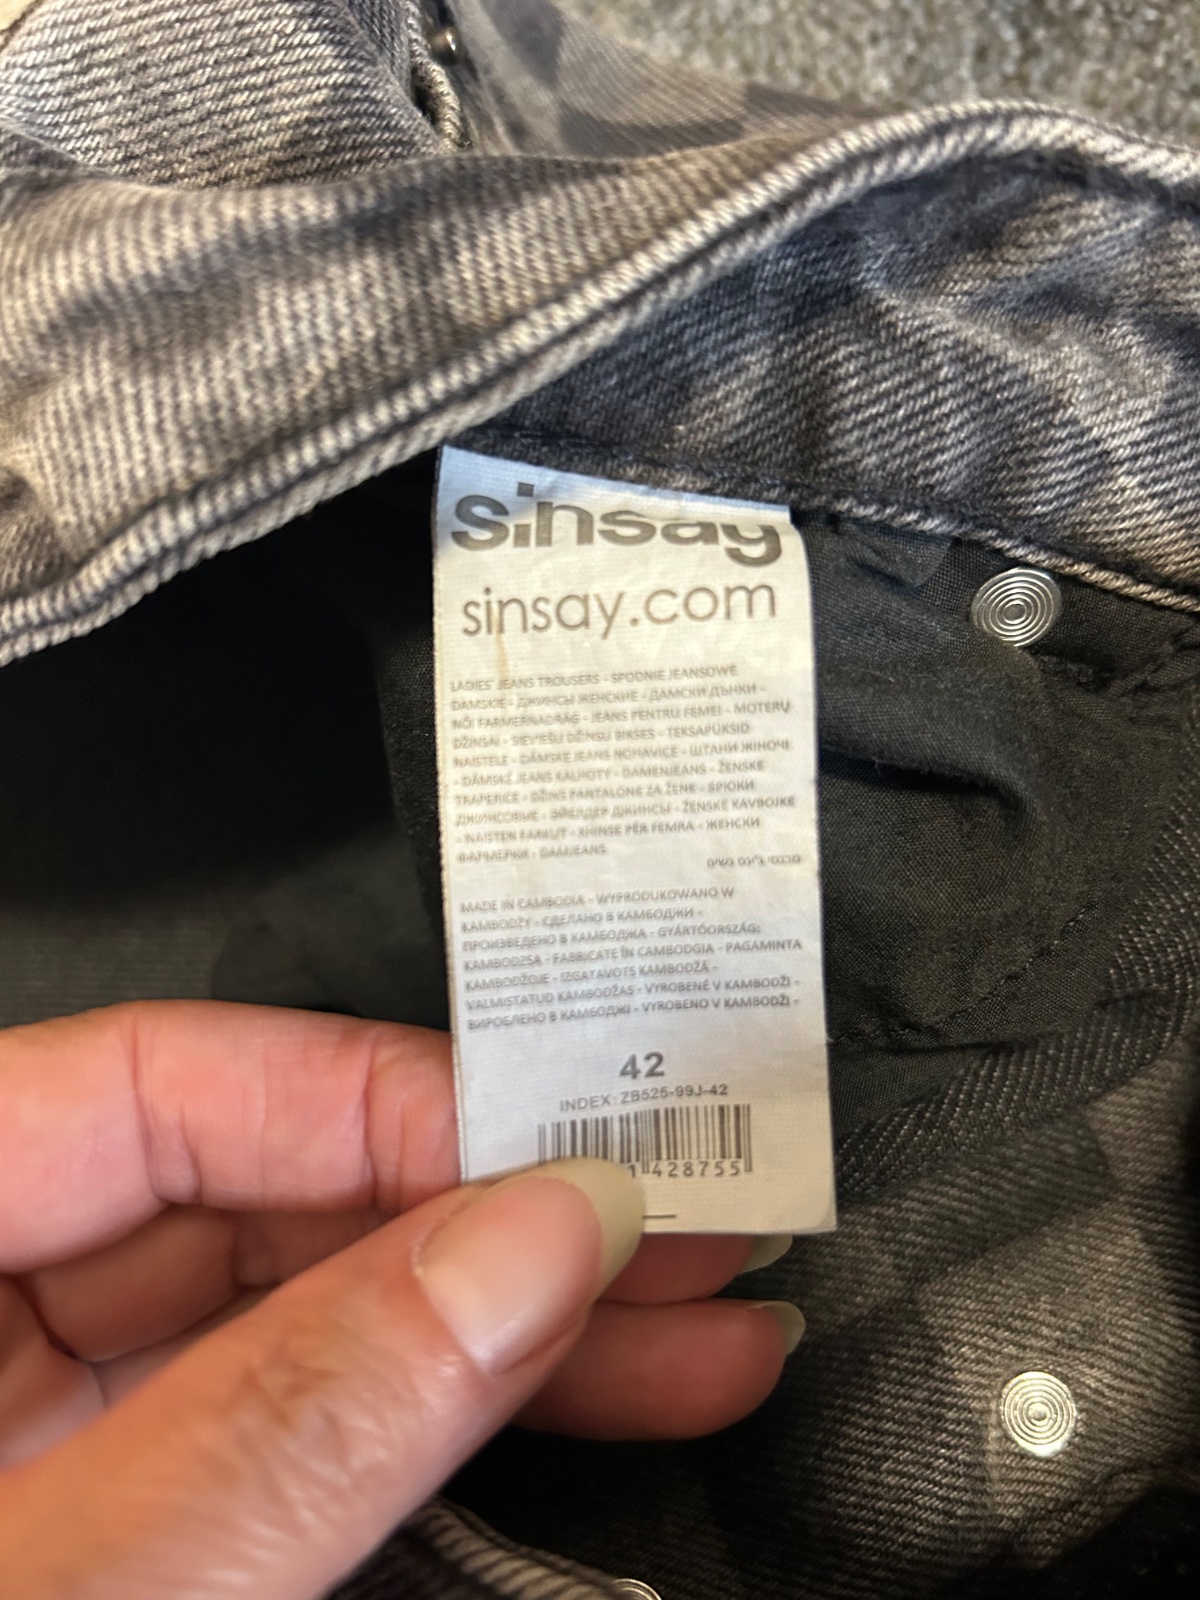 sinsay
sinsay.com
LADIES' JEANS TROUSERS - SPODNIE JEANSOWE
DAMSKIE - ДЖИНСЫ ЖЕНСКИЕ - ДАМСКИ ДЪНКИ -
NŐI FARMERNADRÁG - JEANS PENTRU FEMEI - MOTERŲ
DŽINSAI - SIEVIEŠU DŽINSU BIKSES - TEKSAPÜKSID
NAISTELE - DÁMSKE JEANS NOHAVICE - ШТАНИ ЖІНОЧІ
- DÁMSKÉ JEANS KALHOTY - DAMENJEANS - ŽENSKE
TRAPERICE - DŽINS PANTALONE ZA ŽENE - БРЮКИ
ДЖИНСОВЫЕ - ӘЙЕЛДЕР ДЖИНСЫ - ŽENSKE KAVBOJKE
- NAISTEN FARKUT - XHINSE PËR FEMRA - ЖЕНСКИ
ФАРМЕРКИ - DAMJEANS
מכנסי ג'ינס נשים
MADE IN CAMBODIA - WYPRODUKOWANO W
KAMBODŻY - СДЕЛАНО В КАМБОДЖИ -
ПРОИЗВЕДЕНО В КАМБОДЖА - GYÁRTÓORSZÁG:
KAMBODZSA - FABRICATE ÎN CAMBODGIA - PAGAMINTA
KAMBODŽOJE - IZGATAVOTS KAMBODŽĀ -
VALMISTATUD KAMBODŽAS - VYROBENÉ V KAMBODŽI -
ВИРОБЛЕНО В КАМБОДЖІ - VYROBENO V KAMBODŽI -
42
INDEX: ZB525-99J-42
1 428755